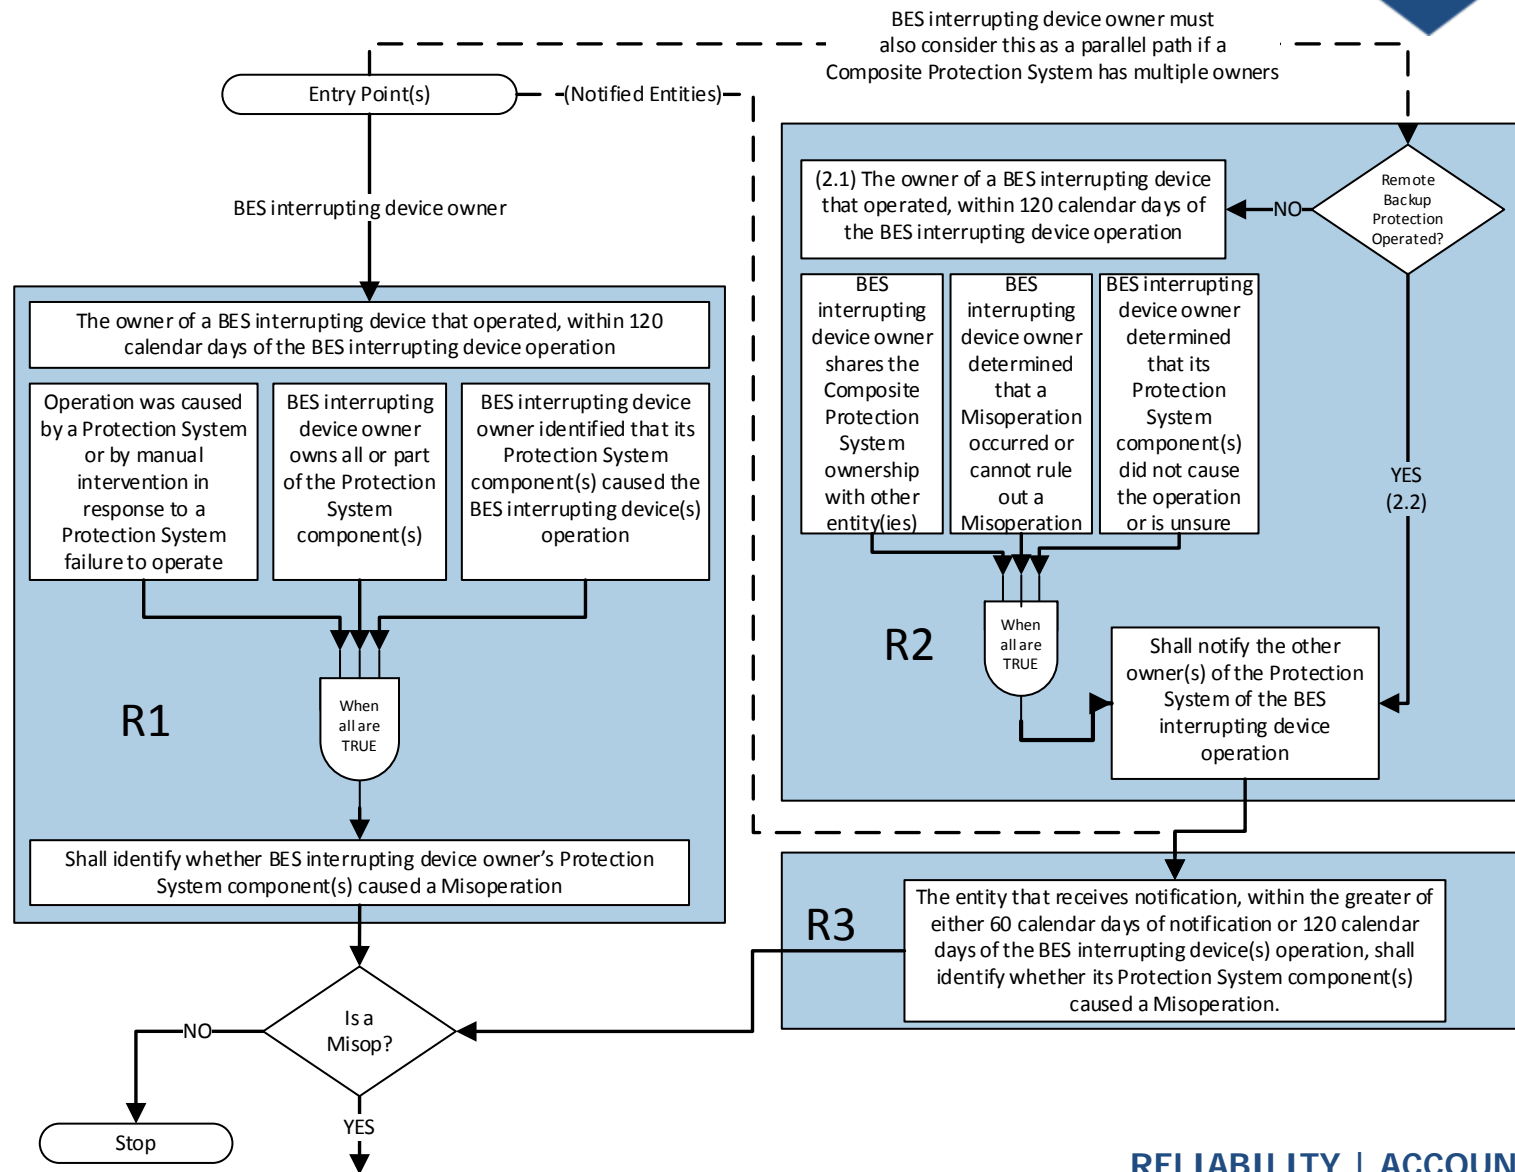 BES interrupting device owner must
also consider this as a parallel path if a
Composite Protection System has multiple owners
Entry Point(s)
(Notified Entities)
BES interrupting device owner
The owner of a BES interrupting device that operated, within 120
calendar days of the BES interrupting device operation
Operation was caused
by a Protection System
or by manual
intervention in
response to a
Protection System
failure to operate
BES interrupting
device owner
owns all or part
of the Protection
System
component(s)
BES interrupting device
owner identified that its
Protection System
component(s) caused the
BES interrupting device(s)
operation
R1
When
all are
TRUE
Shall identify whether BES interrupting device owner's Protection
System component(s) caused a Misoperation
Remote
Backup
Protection
Operated?
NO
(2.1) The owner of a BES interrupting device
that operated, within 120 calendar days of
the BES interrupting device operation
BES
interrupting
device owner
shares the
Composite
Protection
System
ownership
with other
entity(ies)
BES
interrupting
device owner
determined
that a
Misoperation
occurred or
cannot rule
out a
Misoperation
BES interrupting
device owner
determined
that its
Protection
System
component(s)
did not cause
the operation
or is unsure
YES
(2.2)
R2
When
all are
TRUE
Shall notify the other
owner(s) of the Protection
System of the BES
interrupting device
operation
R3
The entity that receives notification, within the greater of
either 60 calendar days of notification or 120 calendar
days of the BES interrupting device(s) operation, shall
identify whether its Protection System component(s)
caused a Misoperation.
Is a
Misop?
NO
Stop
YES
RELIABILITY | ACCOUN